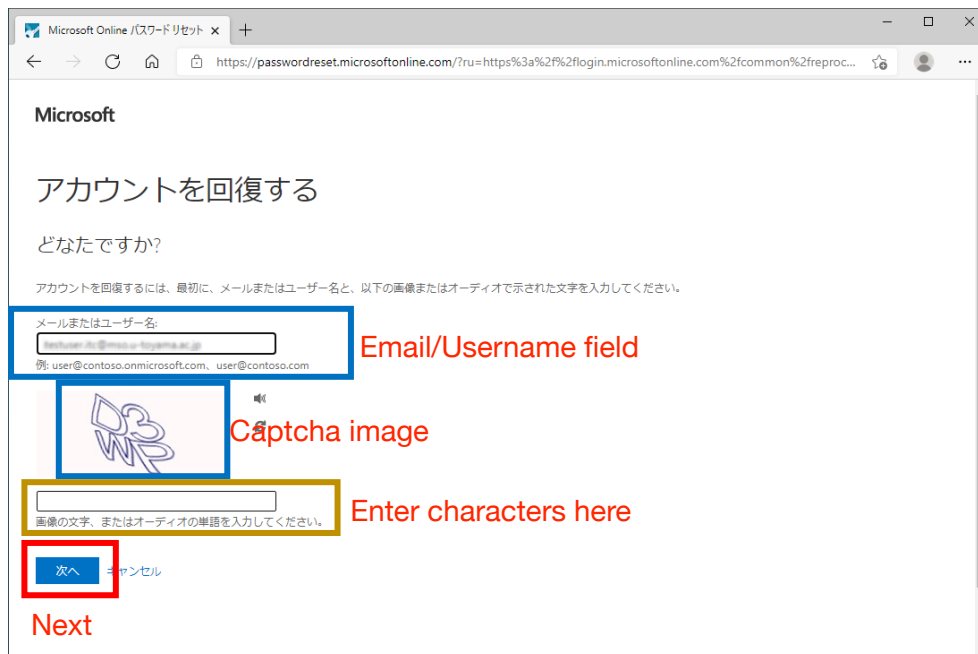 Microsoft Online パスワード リセット
https://passwordreset.microsoftonline.com/?ru=https%3a%2f%2flogin.microsoftonline.com%2fcommon%2freproc...
Microsoft
アカウントを回復する
どなたですか?
アカウントを回復するには、最初に、メールまたはユーザー名と、以下の画像またはオーディオで示された文字を入力してください。
メールまたはユーザー名:
Email/Username field
例: user@contoso.onmicrosoft.com、user@contoso.com
Captcha image
Enter characters here
画像の文字、またはオーディオの単語を入力してください。
次へ キャンセル
Next